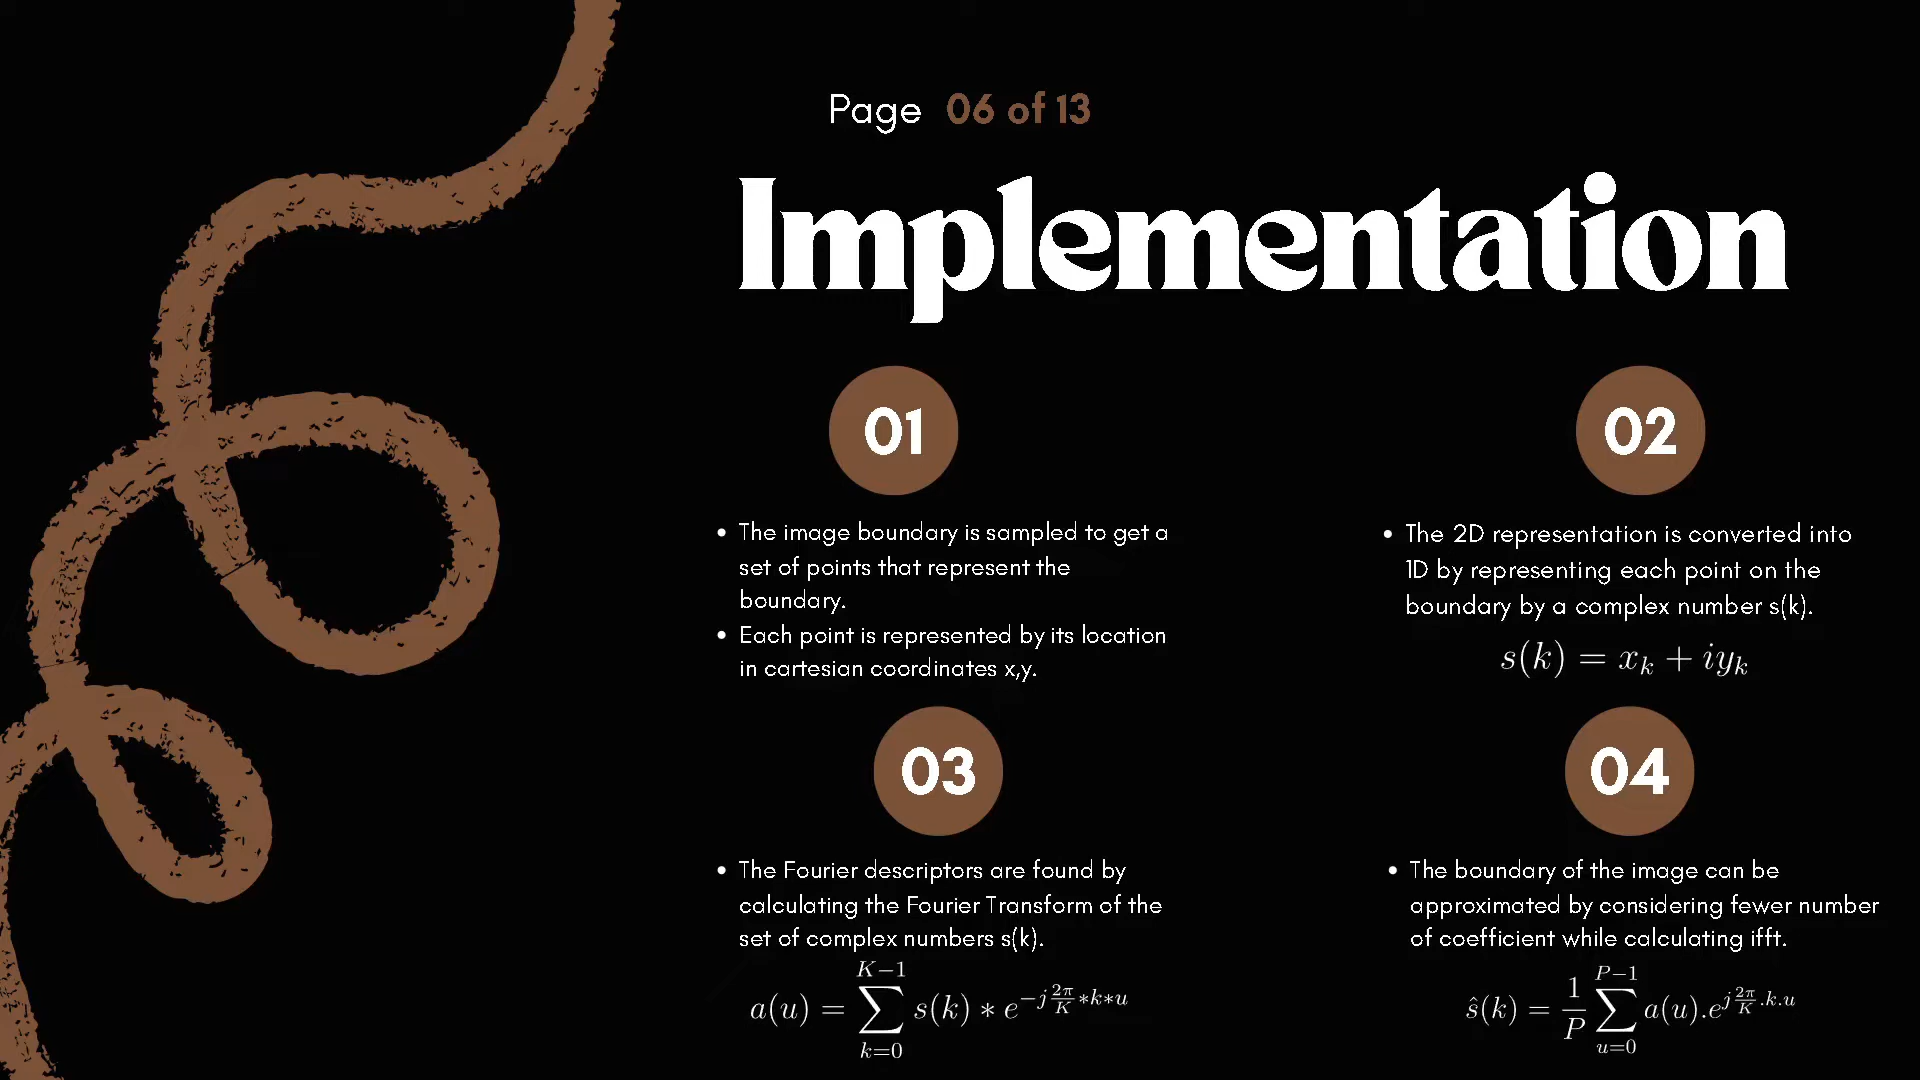 Page 06 of 13
Implementation
01
• The image boundary is sampled to get a
set of points that represent the
boundary.
• Each point is represented by its location
in cartesian coordinates x,y.
02
• The 2D representation is converted into
1D by representing each point on the
boundary by a complex number s(k).
s(k) = x_k + iy_k
03
• The Fourier descriptors are found by
calculating the Fourier Transform of the
set of complex numbers s(k).
a(u) = \sum_{k=0}^{K-1} s(k) * e^{-j\frac{2\pi}{K}*k*u}
04
• The boundary of the image can be
approximated by considering fewer number
of coefficient while calculating ifft.
\hat{s}(k) = \frac{1}{P} \sum_{u=0}^{P-1} a(u).e^{j\frac{2\pi}{K}.k.u}